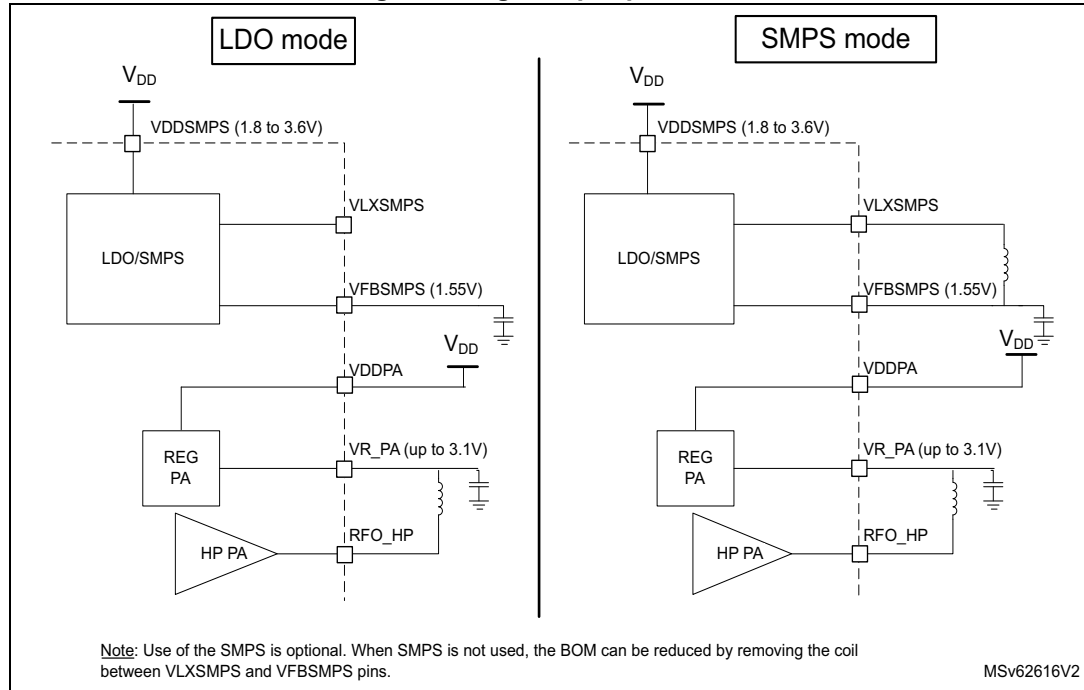 LDO mode
SMPS mode
VDD
VDDSMPS (1.8 to 3.6V)
LDO/SMPS
VLXSMPS
VFBSMPS (1.55V)
VDD
VDDPA
REG
PA
VR_PA (up to 3.1V)
HP PA
RFO_HP
VDD
VDDSMPS (1.8 to 3.6V)
LDO/SMPS
VLXSMPS
VFBSMPS (1.55V)
VDD
VDDPA
REG
PA
VR_PA (up to 3.1V)
HP PA
RFO_HP
Note: Use of the SMPS is optional. When SMPS is not used, the BOM can be reduced by removing the coil
between VLXSMPS and VFBSMPS pins.
MSv62616V2